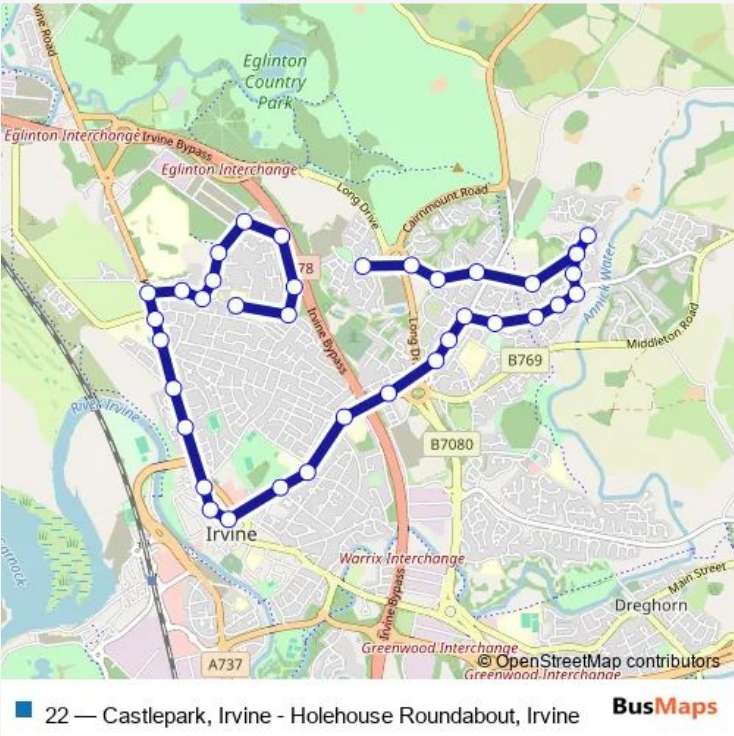 Irvine Road
Eglinton
Country
Park
Eglinton Interchange
Irvine Bypass
Eglinton Interchange
Long Drive
Cairnmount Road
78
Annick Water
Irvine Bypass
Long Dr
Middleton Road
B769
River Irvine
B7080
Irvine
Warrix Interchange
Irvine Bypass
Main Street
Dreghorn
Greenwood Interchange
A737
© OpenStreetMap contributors
Greenwood Interchange
22 — Castlepark, Irvine - Holehouse Roundabout, Irvine
BusMaps